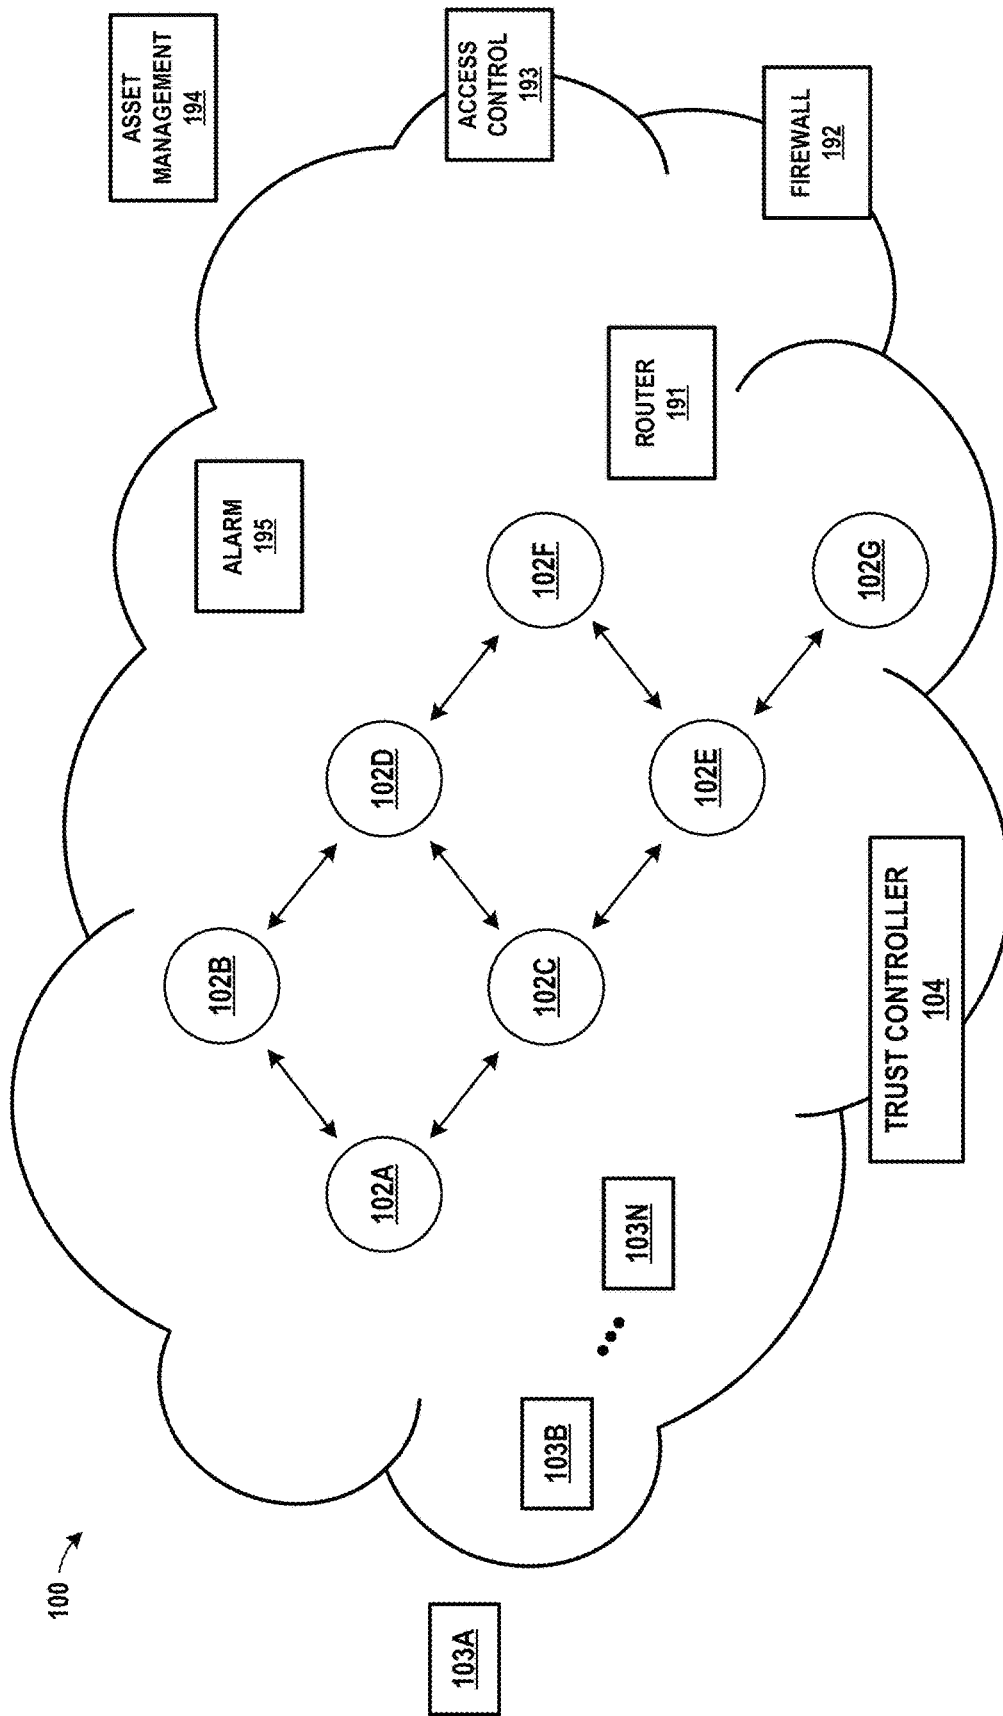 100
103A
103B
103N
102A
102B
102C
102D
102E
102F
102G
TRUST CONTROLLER
104
ALARM
195
ROUTER
191
ASSET
MANAGEMENT
194
ACCESS
CONTROL
193
FIREWALL
192